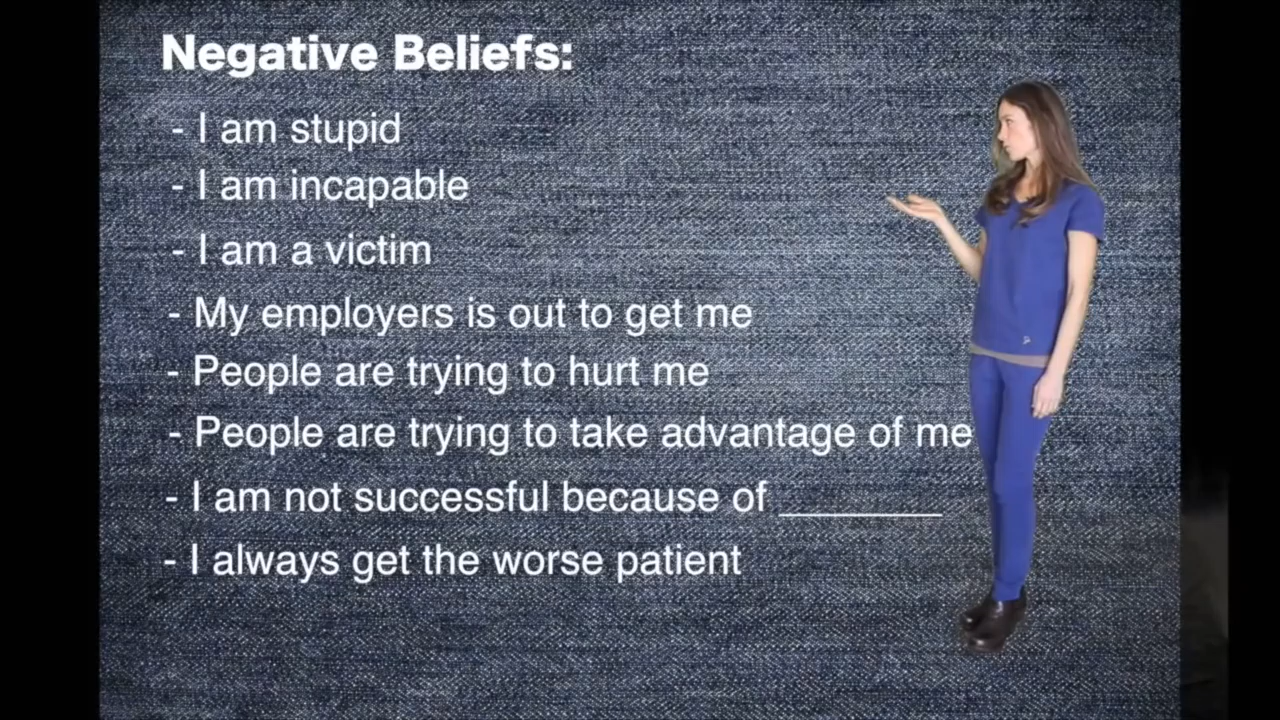 Negative Beliefs:
- I am stupid
- I am incapable
- I am a victim
- My employers is out to get me
- People are trying to hurt me
- People are trying to take advantage of me
- I am not successful because of ________
- I always get the worse patient